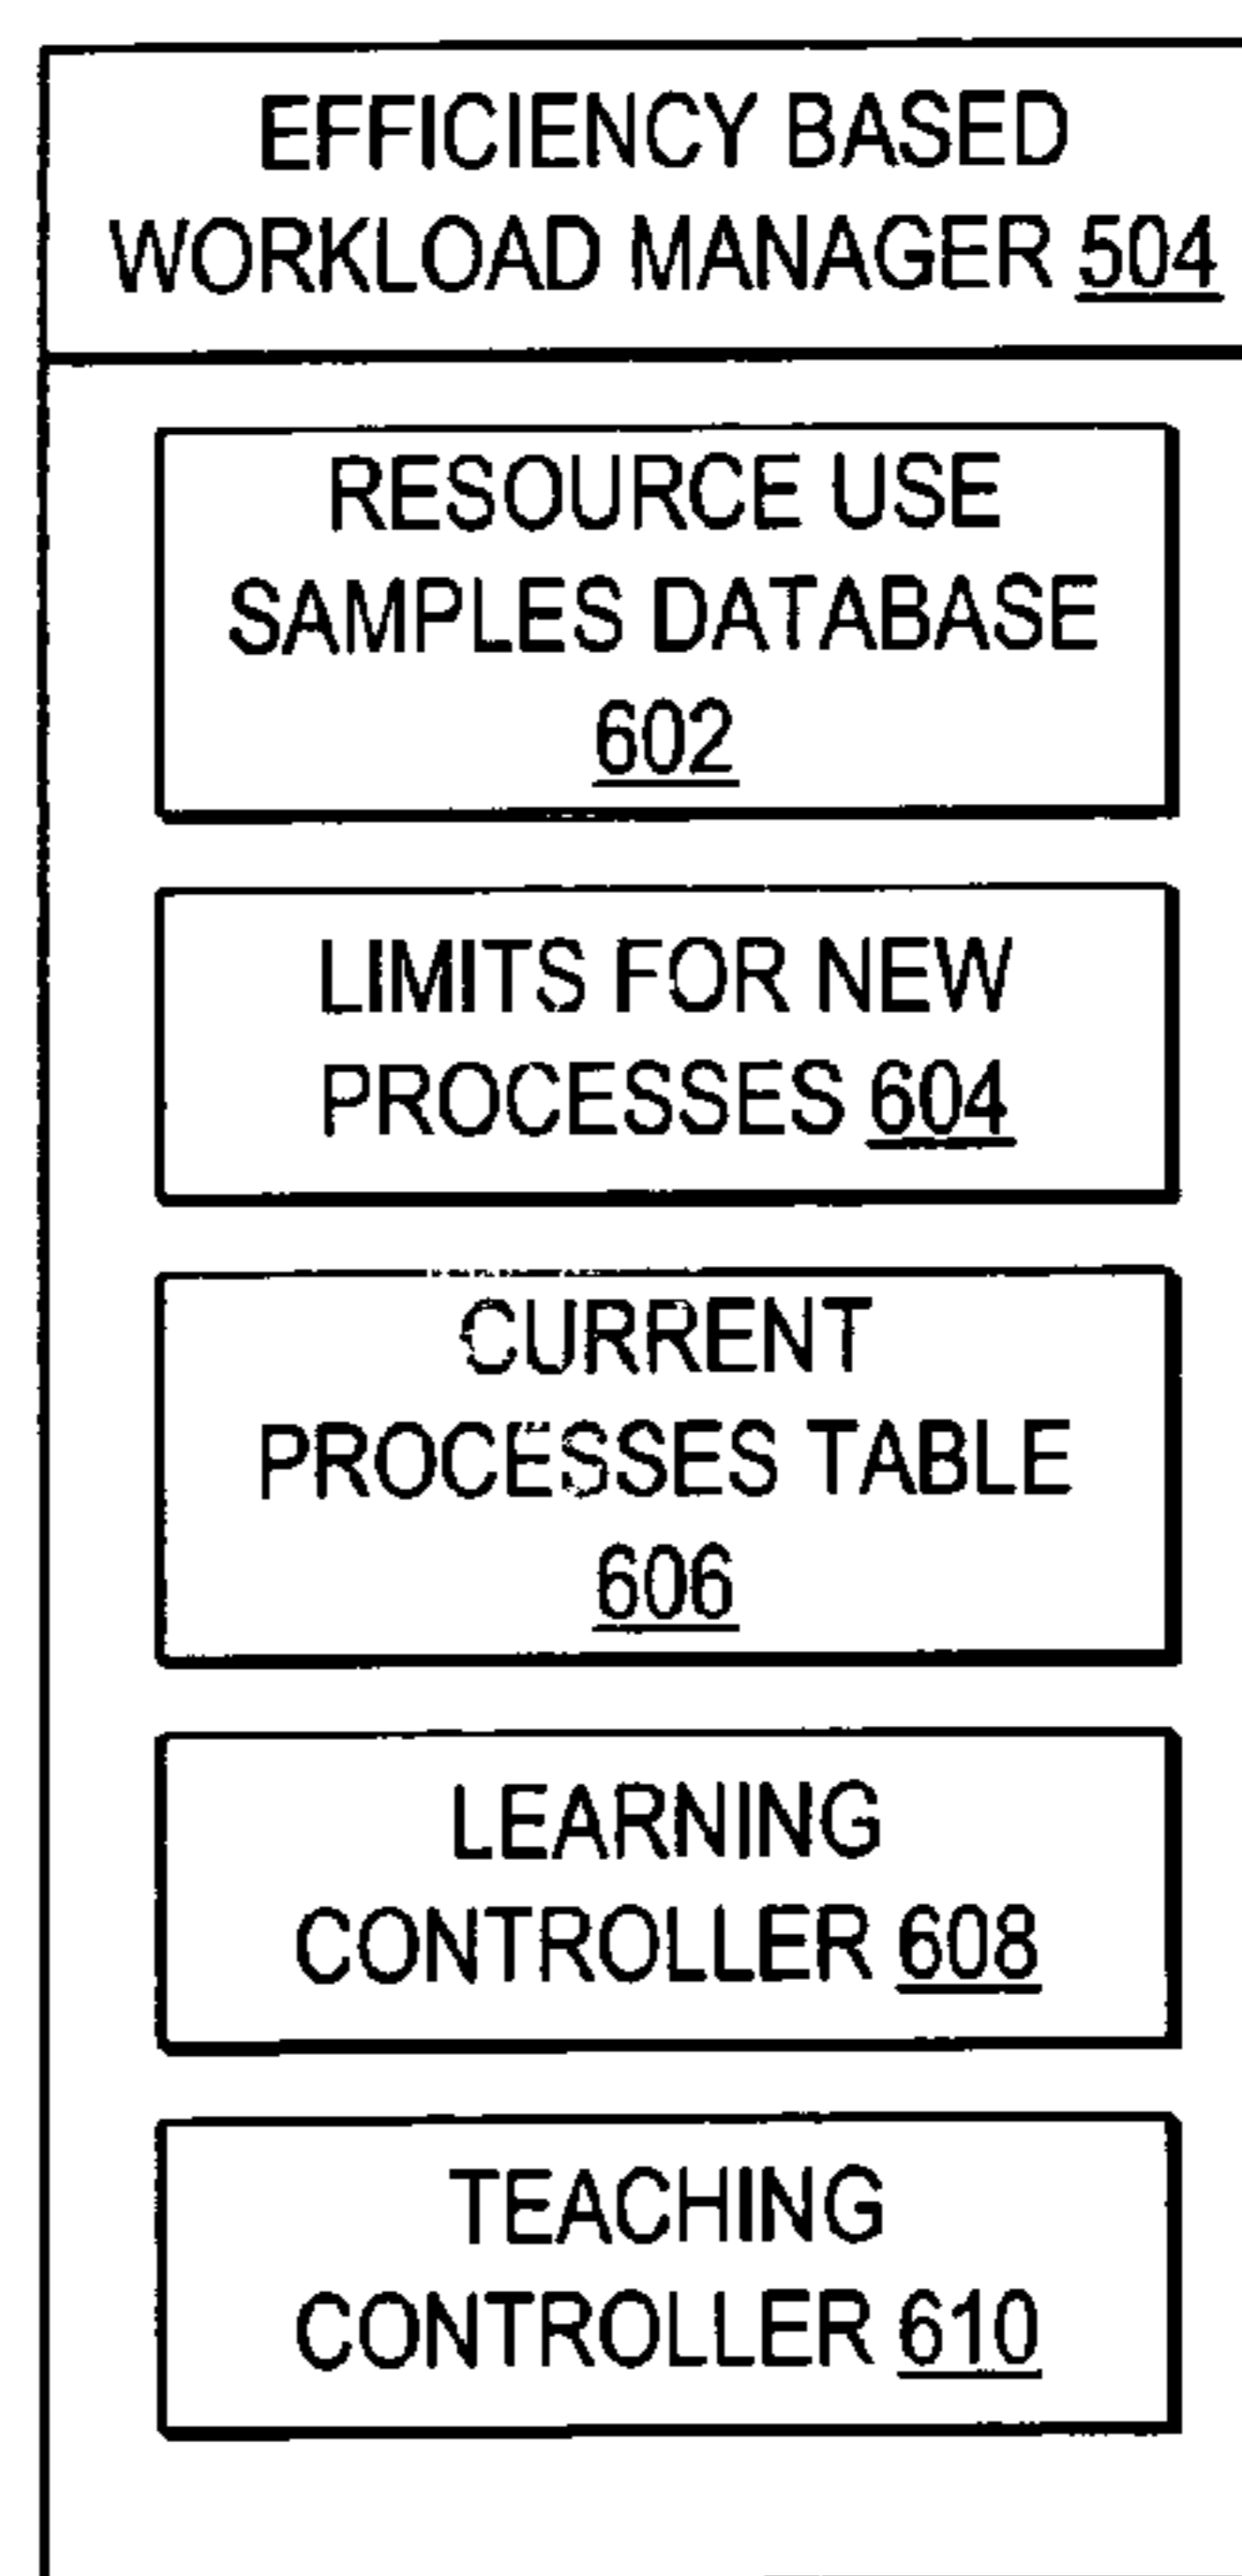 EFFICIENCY BASED
WORKLOAD MANAGER 504
RESOURCE USE
SAMPLES DATABASE
602
LIMITS FOR NEW
PROCESSES 604
CURRENT
PROCESSES TABLE
606
LEARNING
CONTROLLER 608
TEACHING
CONTROLLER 610